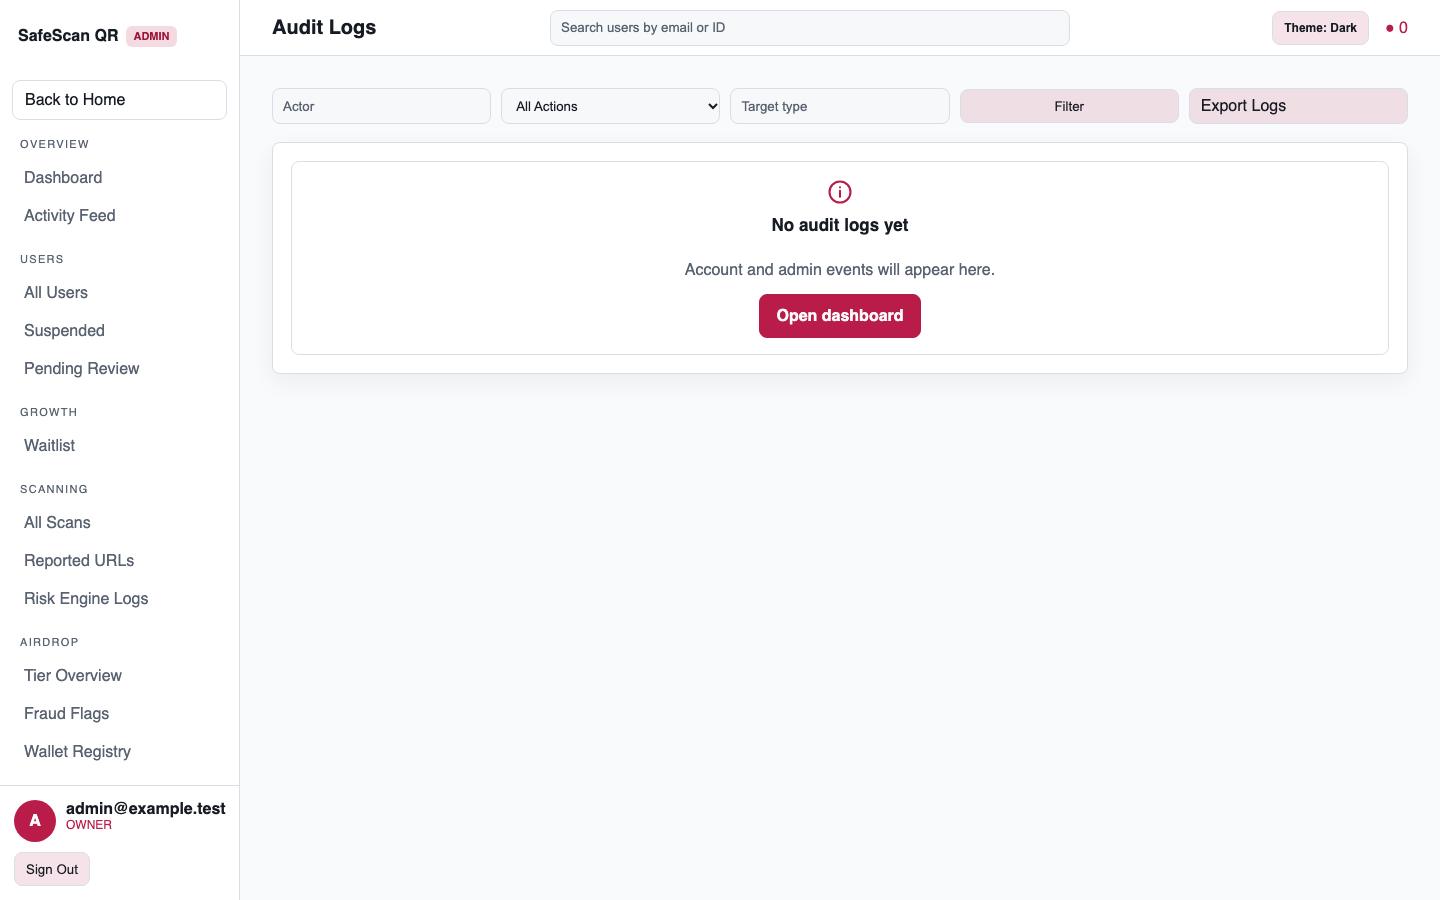 SafeScan QR ADMIN
Back to Home
OVERVIEW
Dashboard
Activity Feed
USERS
All Users
Suspended
Pending Review
GROWTH
Waitlist
SCANNING
All Scans
Reported URLs
Risk Engine Logs
AIRDROP
Tier Overview
Fraud Flags
Wallet Registry
A
admin@example.test
OWNER
Sign Out
Audit Logs
Search users by email or ID
Theme: Dark
● 0
Actor
All Actions
Target type
Filter
Export Logs
No audit logs yet
Account and admin events will appear here.
Open dashboard